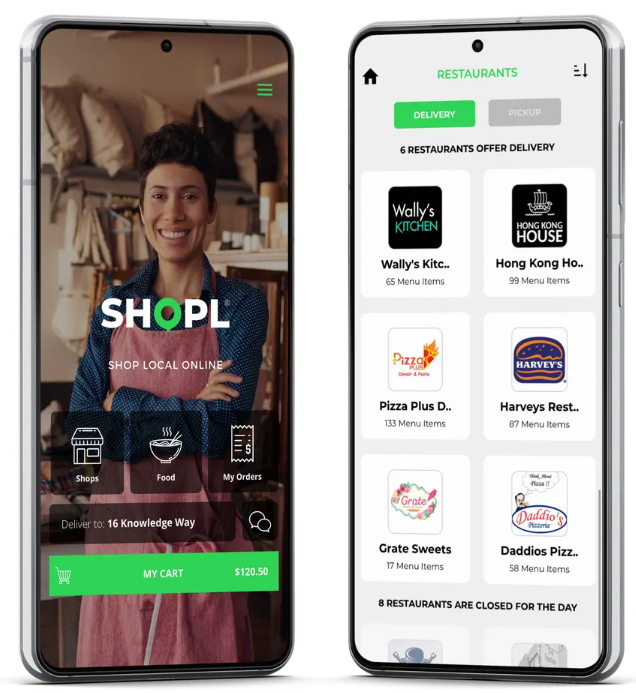 SHOPL®
SHOP LOCAL ONLINE
Shops
Food
My Orders
Deliver to: 16 Knowledge Way
MY CART
$120.50
RESTAURANTS
DELIVERY
PICKUP
6 RESTAURANTS OFFER DELIVERY
Wally's
KITCHEN
Wally's Kitc..
65 Menu Items
HONG KONG
HOUSE
Hong Kong Ho..
99 Menu Items
Pizza
PLUS
Donair & Pasta
Pizza Plus D..
133 Menu Items
HARVEY'S
Harveys Rest..
87 Menu Items
Grate
Grate Sweets
17 Menu Items
Pizza !!
Daddio's
Pizzeria
Daddios Pizz..
58 Menu Items
8 RESTAURANTS ARE CLOSED FOR THE DAY